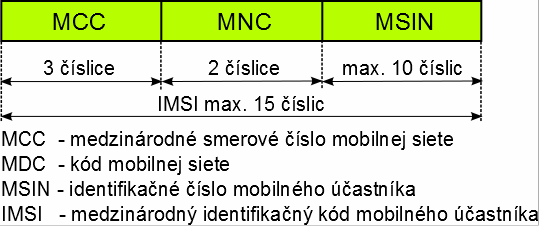 MCC MNC MSIN
3 číslice 2 číslice max. 10 číslic
IMSI max. 15 číslic
MCC - medzinárodné smerové číslo mobilnej siete
MDC - kód mobilnej siete
MSIN - identifikačné číslo mobilného účastníka
IMSI - medzinárodný identifikačný kód mobilného účastníka